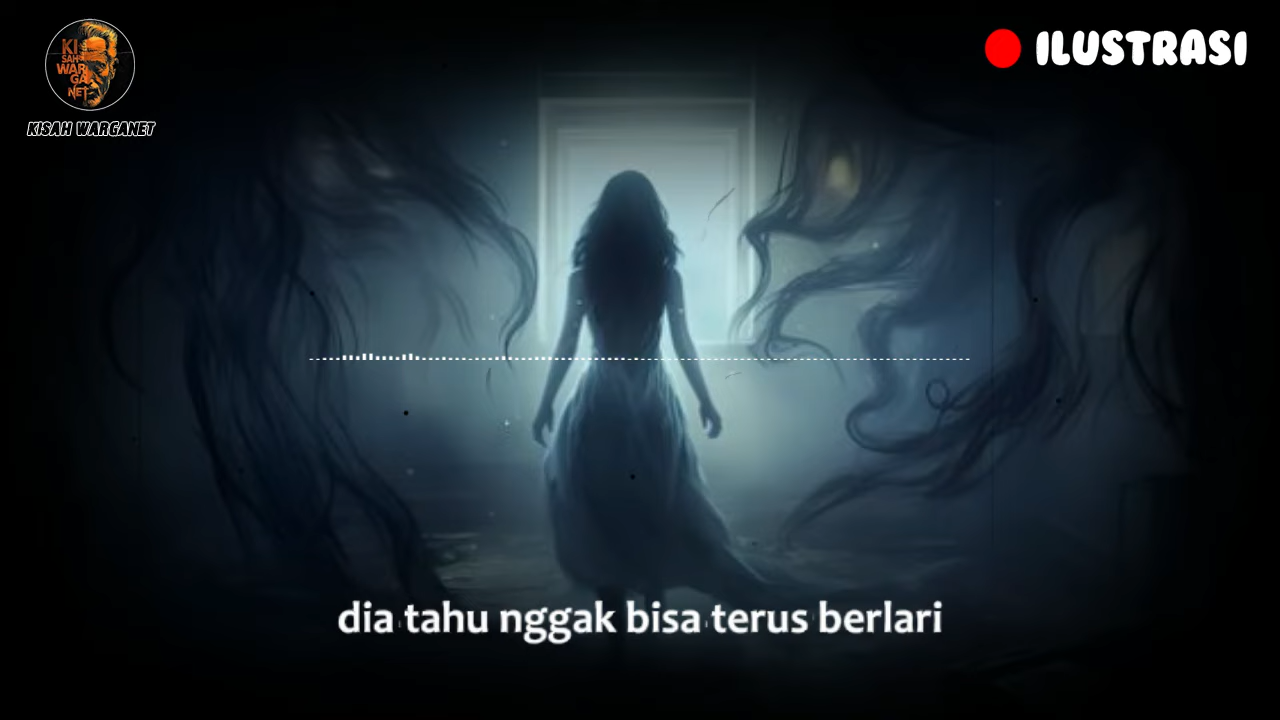 KI
SAH
WAR
GA
NET
KISAH WARGANET
ILUSTRASI
dia tahu nggak bisa terus berlari